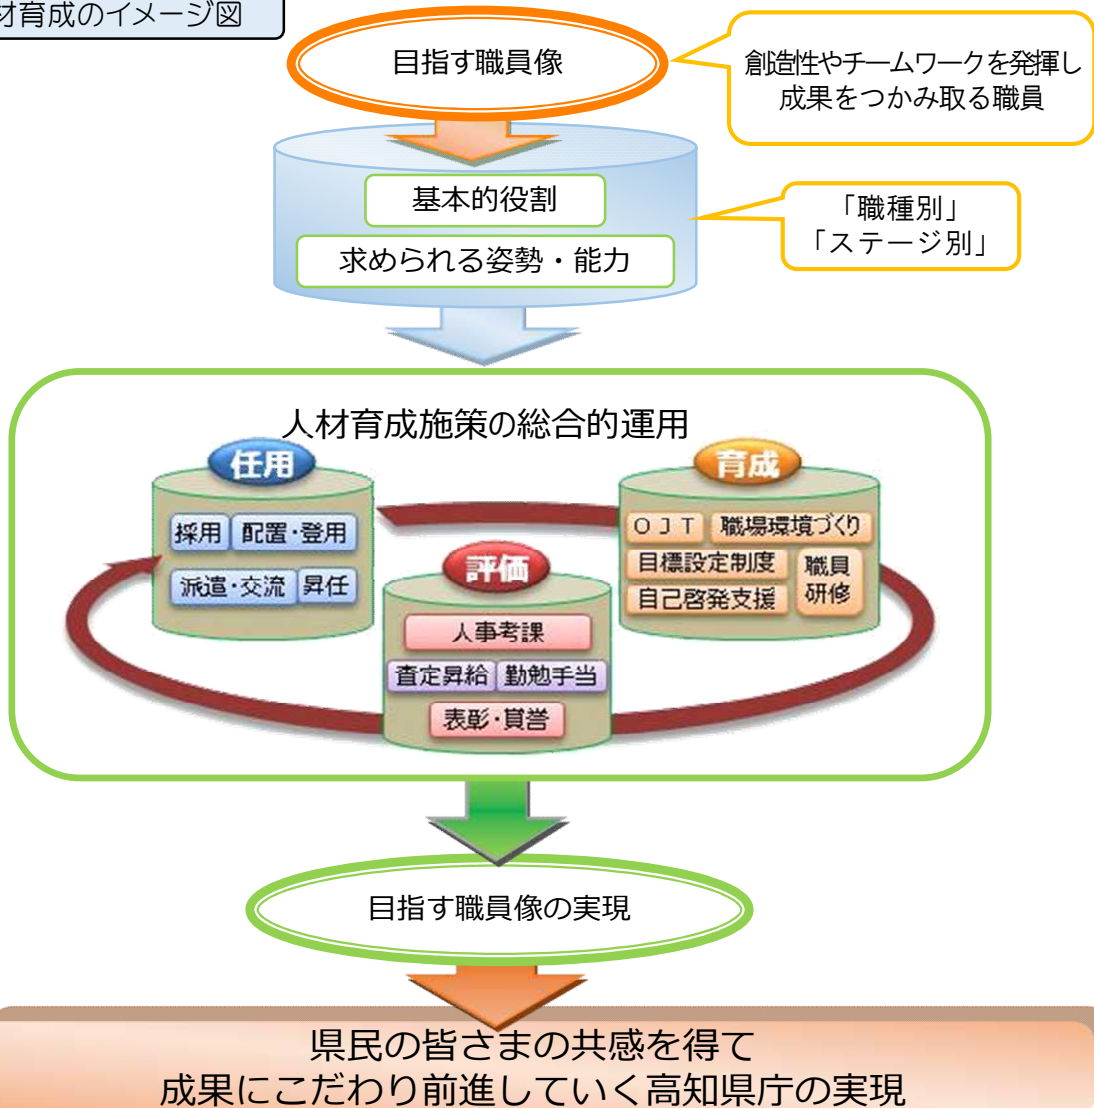 材育成のイメージ図
目指す職員像
創造性やチームワークを発揮し
成果をつかみ取る職員
基本的役割
求められる姿勢・能力
「職種別」
「ステージ別」
人材育成施策の総合的運用
任用
採用 配置・登用
派遣・交流 昇任
育成
OJT 職場環境づくり
目標設定制度
自己啓発支援
職員
研修
評価
人事考課
査定昇給 勤勉手当
表彰・賞誉
目指す職員像の実現
県民の皆さまの共感を得て
成果にこだわり前進していく高知県庁の実現